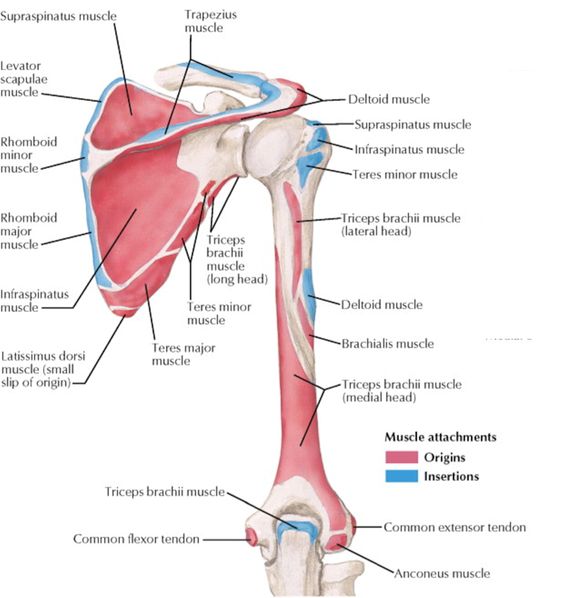 Supraspinatus muscle
Trapezius
muscle
Levator
scapulae
muscle
Deltoid muscle
Supraspinatus muscle
Rhomboid
minor
muscle
Infraspinatus muscle
Teres minor muscle
Rhomboid
major
muscle
Triceps brachii muscle
(lateral head)
Triceps
brachii
muscle
(long head)
Infraspinatus
muscle
Teres minor
muscle
Deltoid muscle
Teres major
muscle
Brachialis muscle
Latissimus dorsi
muscle (small
slip of origin)
Triceps brachii muscle
(medial head)
Muscle attachments
Origins
Insertions
Triceps brachii muscle
Common flexor tendon
Common extensor tendon
Anconeus muscle